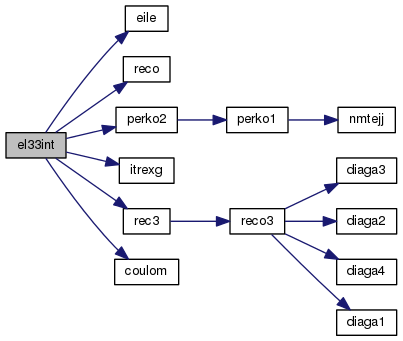 eile
reco
perko2
perko1
nmtejj
el33int
itrexg
diaga3
rec3
reco3
diaga2
coulom
diaga4
diaga1